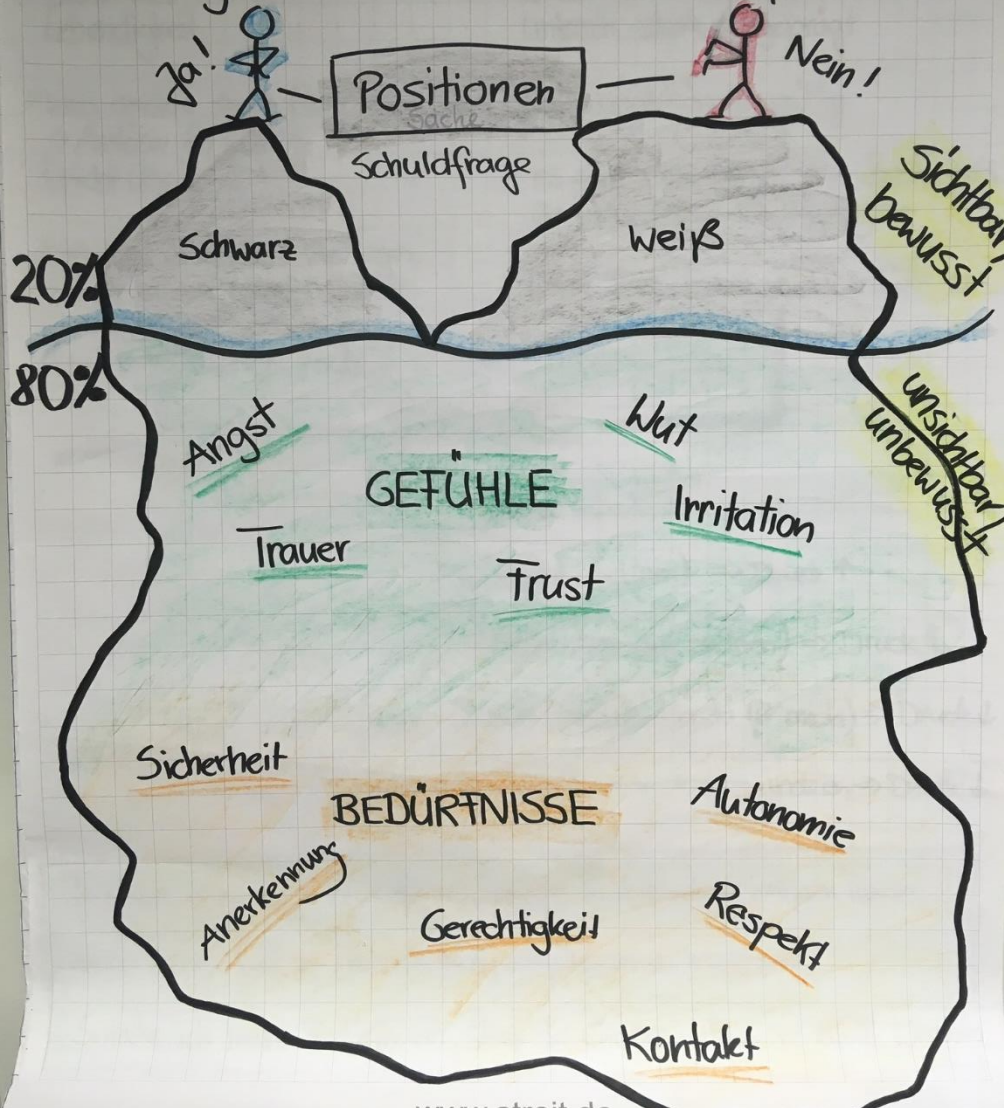 Ja!
Nein!
Positionen
Sache
Schuldfrage
Sichtbar/
bewusst
Schwarz
weiß
20%
80%
unsichtbar/
unbewusst
Angst
Wut
GEFÜHLE
Irritation
Trauer
Frust
Sicherheit
BEDÜRFNISSE
Autonomie
Anerkennung
Gerechtigkeit
Respekt
Kontakt